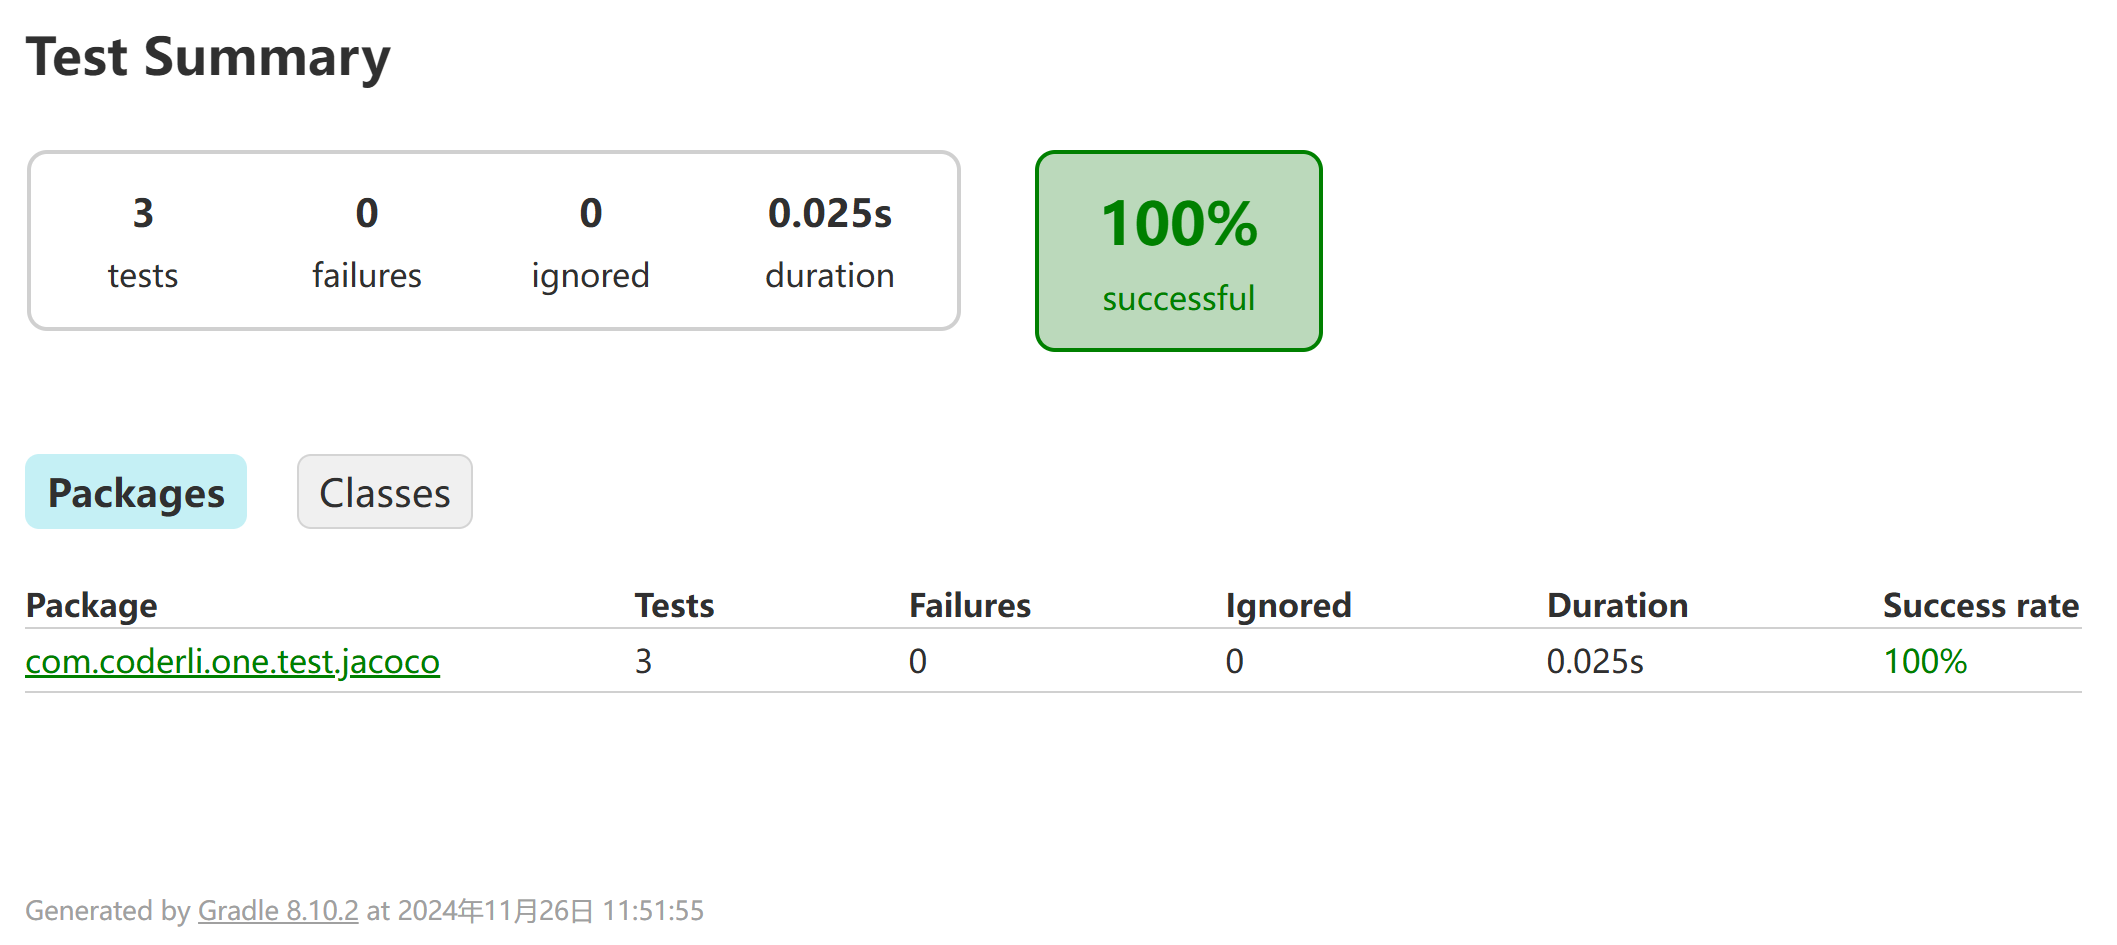 Test Summary
3 0 0 0.025s
tests failures ignored duration
100%
successful
Packages Classes
Package Tests Failures Ignored Duration Success rate
com.coderli.one.test.jacoco 3 0 0 0.025s 100%
Generated by Gradle 8.10.2 at 2024年11月26日 11:51:55